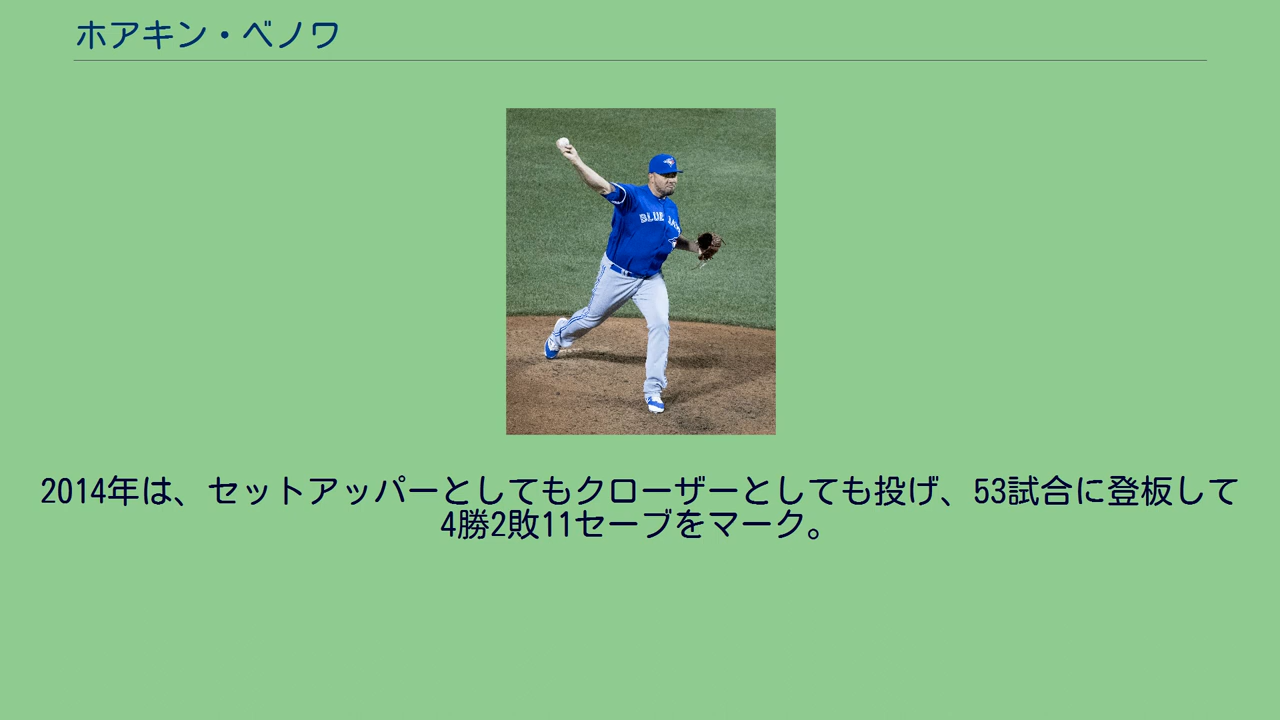 ホアキン・ベノワ
BLUE JA
2014年は、セットアッパーとしてもクローザーとしても投げ、53試合に登板して
4勝2敗11セーブをマーク。